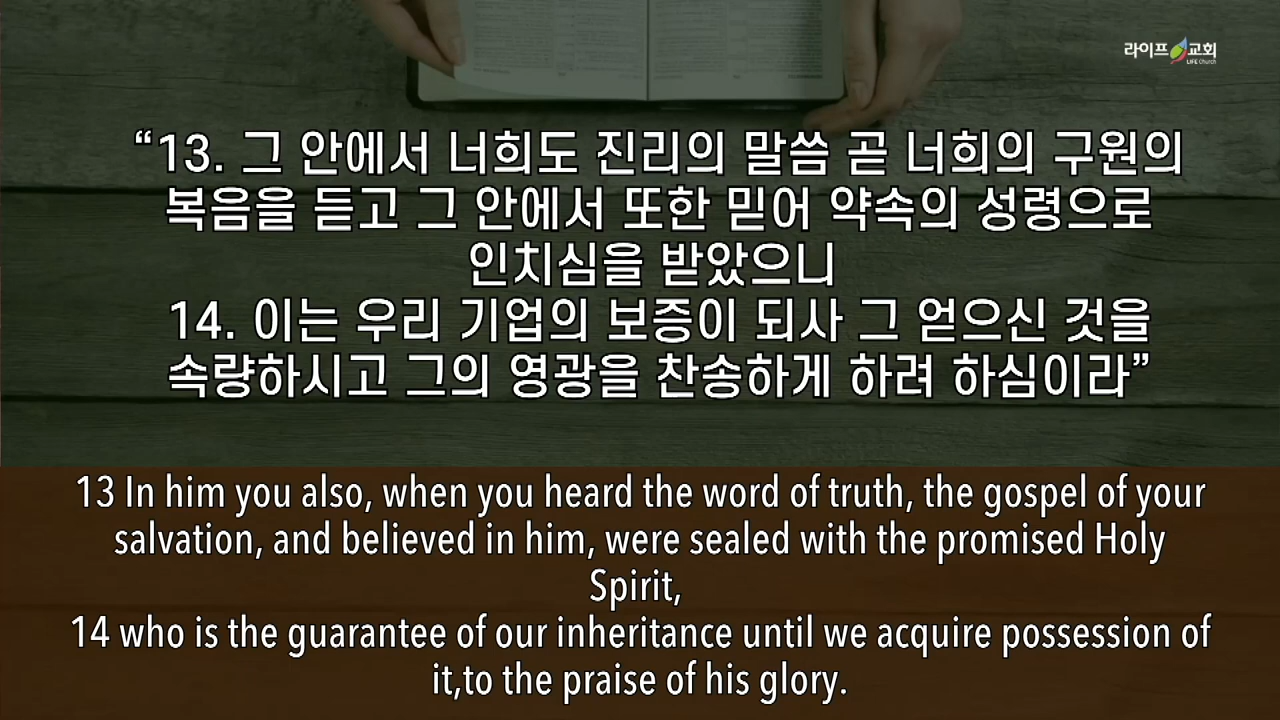 라이프 교회
LIFE Church
“13. 그 안에서 너희도 진리의 말씀 곧 너희의 구원의
복음을 듣고 그 안에서 또한 믿어 약속의 성령으로
인치심을 받았으니
14. 이는 우리 기업의 보증이 되사 그 얻으신 것을
속량하시고 그의 영광을 찬송하게 하려 하심이라”
13 In him you also, when you heard the word of truth, the gospel of your
salvation, and believed in him, were sealed with the promised Holy
Spirit,
14 who is the guarantee of our inheritance until we acquire possession of
it,to the praise of his glory.